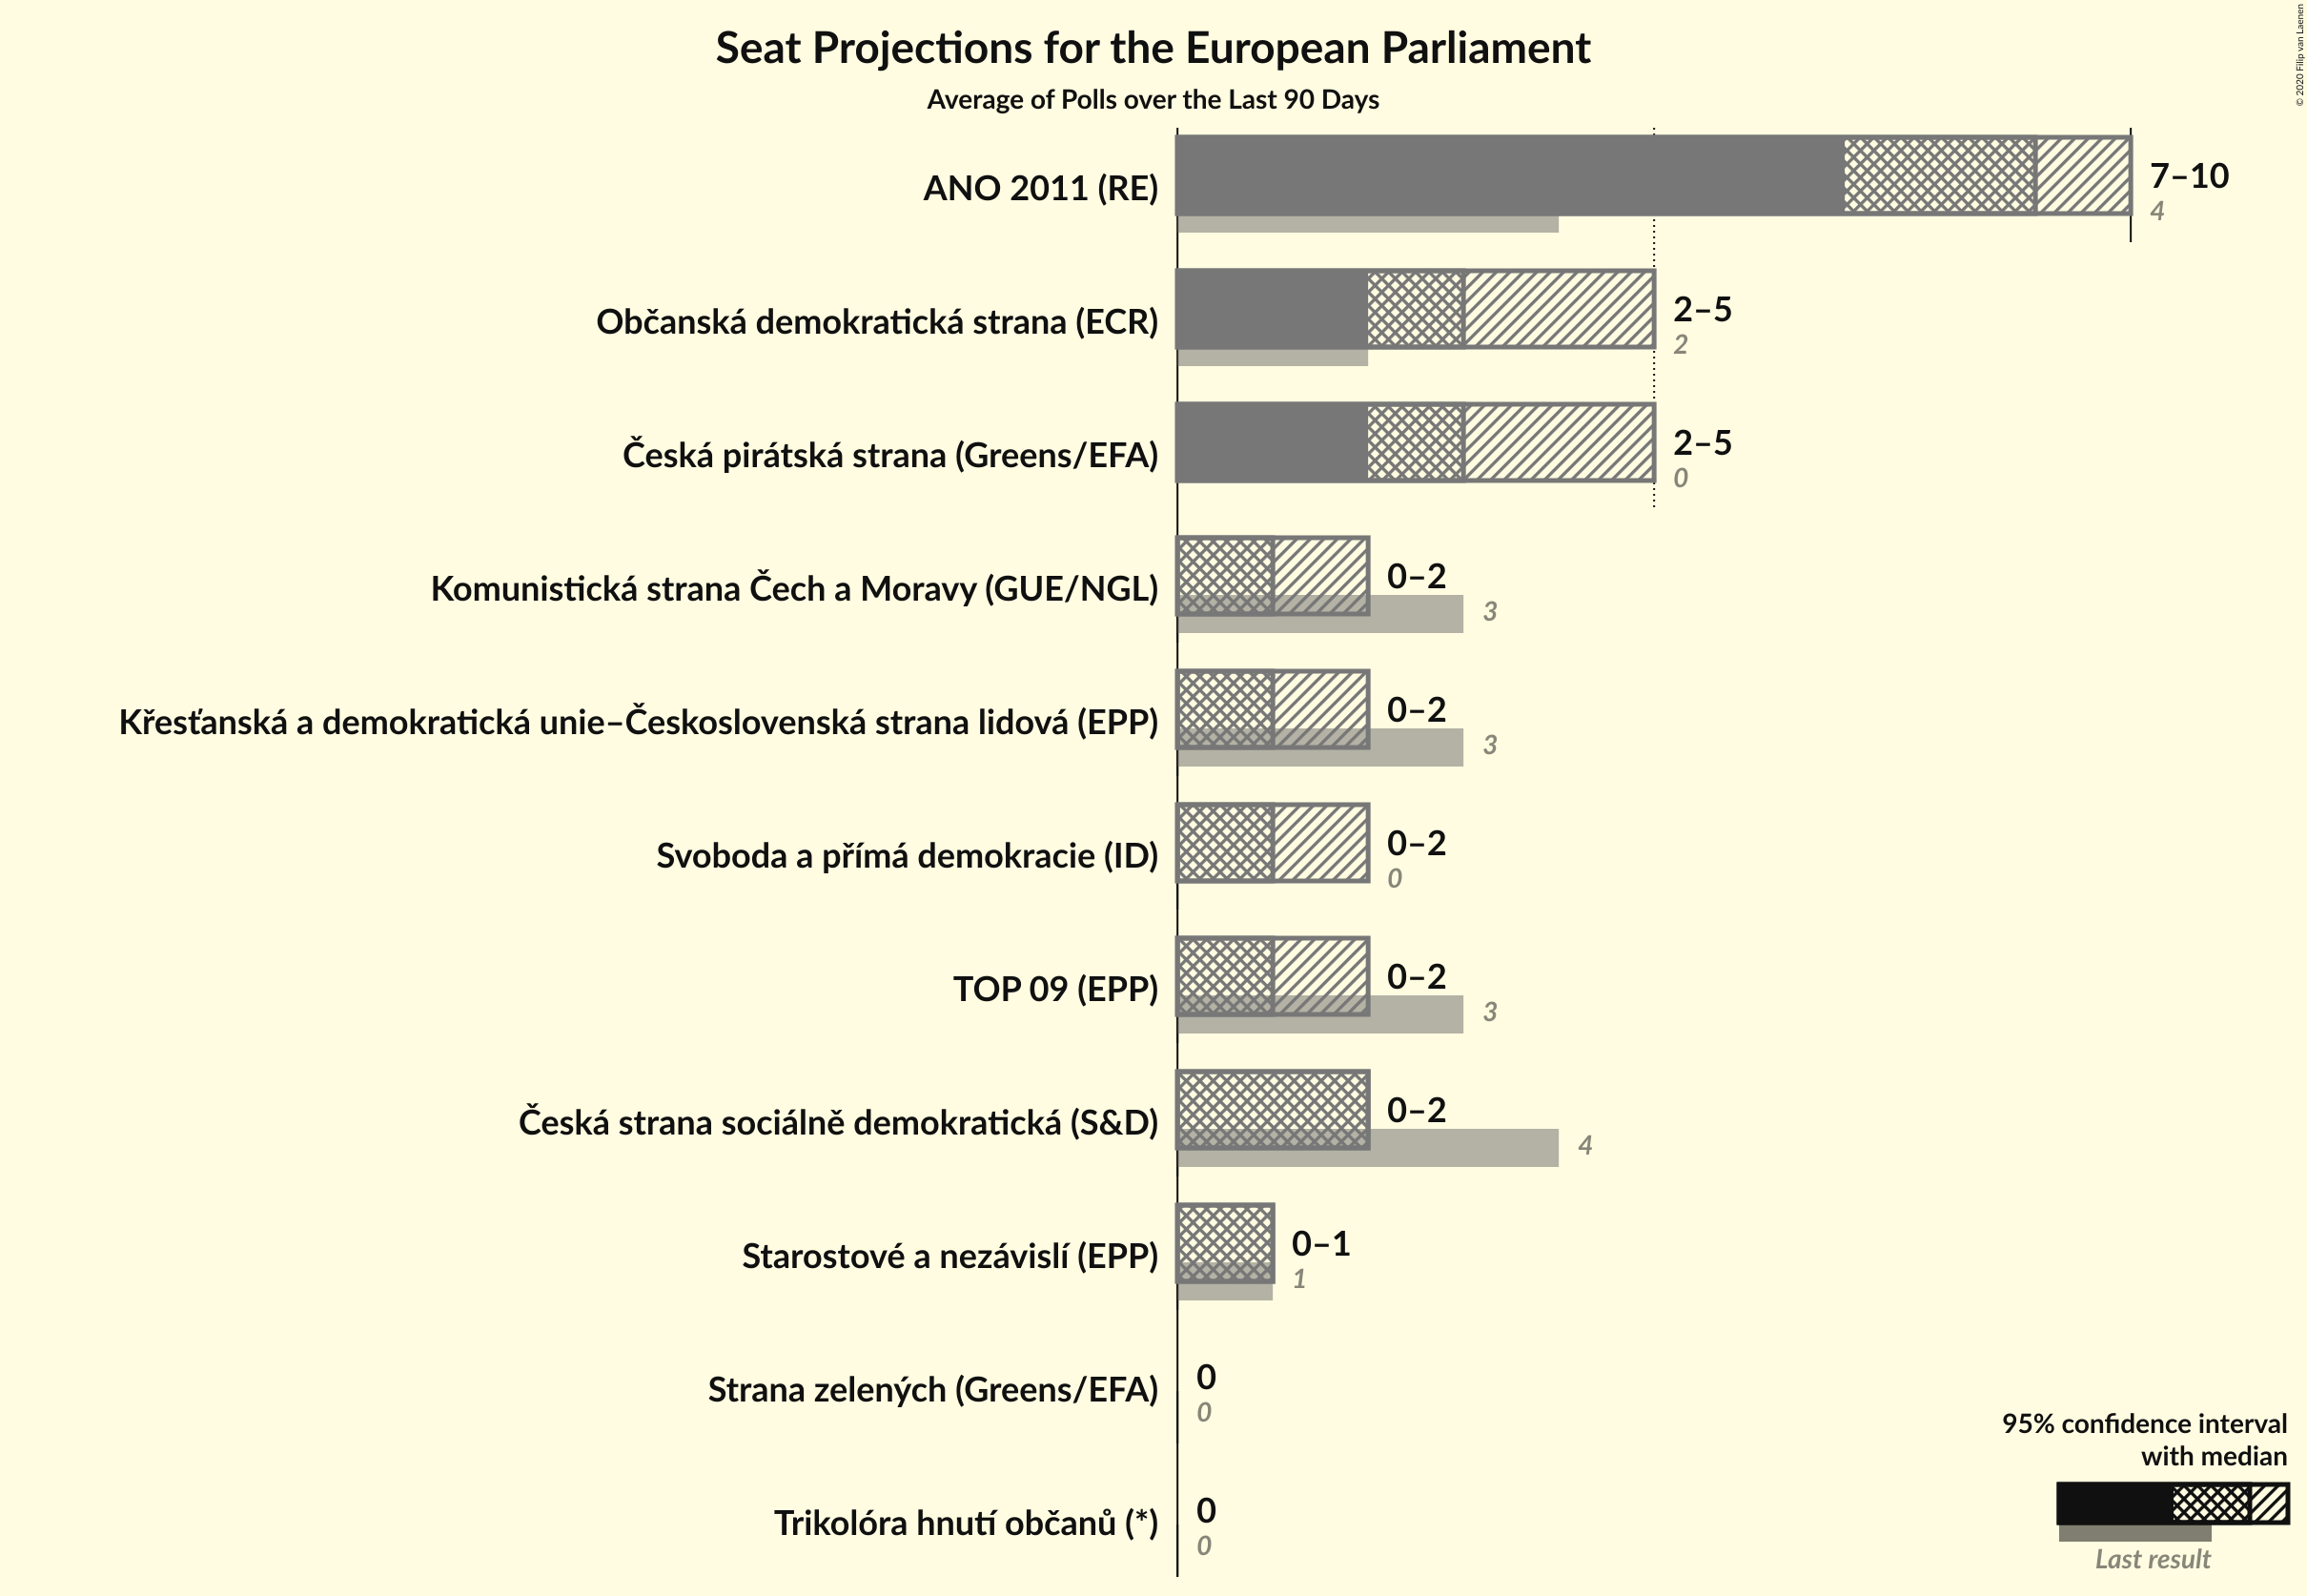 Seat Projections for the European Parliament
Average of Polls over the Last 90 Days
© 2020 Filip van Laenen
ANO 2011 (RE)
7–10
4
Občanská demokratická strana (ECR)
2–5
2
Česká pirátská strana (Greens/EFA)
2–5
0
Komunistická strana Čech a Moravy (GUE/NGL)
0–2
3
Křesťanská a demokratická unie–Československá strana lidová (EPP)
0–2
3
Svoboda a přímá demokracie (ID)
0–2
0
TOP 09 (EPP)
0–2
3
Česká strana sociálně demokratická (S&D)
0–2
4
Starostové a nezávislí (EPP)
0–1
1
Strana zelených (Greens/EFA)
0
0
Trikolóra hnutí občanů (*)
0
0
95% confidence interval
with median
Last result